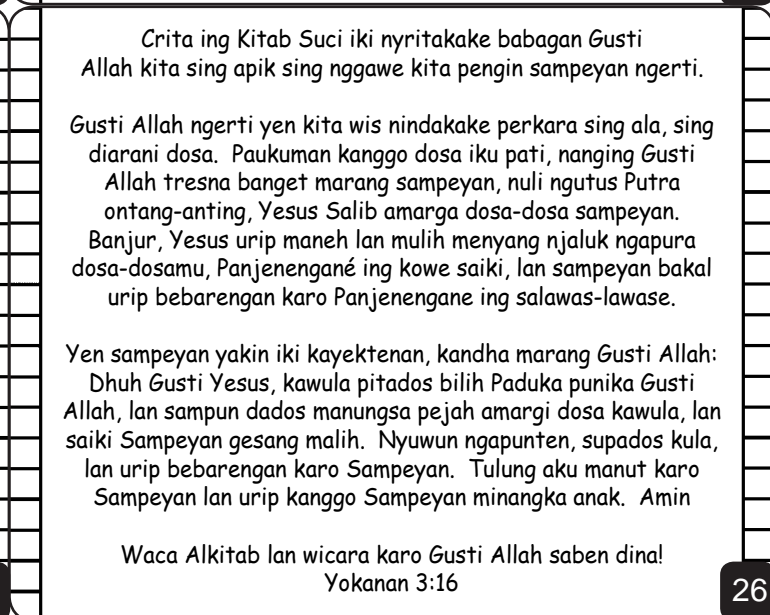 Crita ing Kitab Suci iki nyritakake babagan Gusti
Allah kita sing apik sing nggawe kita pengin sampeyan ngerti.
Gusti Allah ngerti yen kita wis nindakake perkara sing ala, sing
diarani dosa.  Paukuman kanggo dosa iku pati, nanging Gusti
Allah tresna banget marang sampeyan, nuli ngutus Putra
ontang-anting, Yesus Salib amarga dosa-dosa sampeyan.
Banjur, Yesus urip maneh lan mulih menyang njaluk ngapura
dosa-dosamu, Panjenengané ing kowe saiki, lan sampeyan bakal
urip bebarengan karo Panjenengane ing salawas-lawase.
Yen sampeyan yakin iki kayektenan, kandha marang Gusti Allah:
Dhuh Gusti Yesus, kawula pitados bilih Paduka punika Gusti
Allah, lan sampun dados manungsa pejah amargi dosa kawula, lan
saiki Sampeyan gesang malih.  Nyuwun ngapunten, supados kula,
lan urip bebarengan karo Sampeyan.  Tulung aku manut karo
Sampeyan lan urip kanggo Sampeyan minangka anak.  Amin
Waca Alkitab lan wicara karo Gusti Allah saben dina!
Yokanan 3:16
26